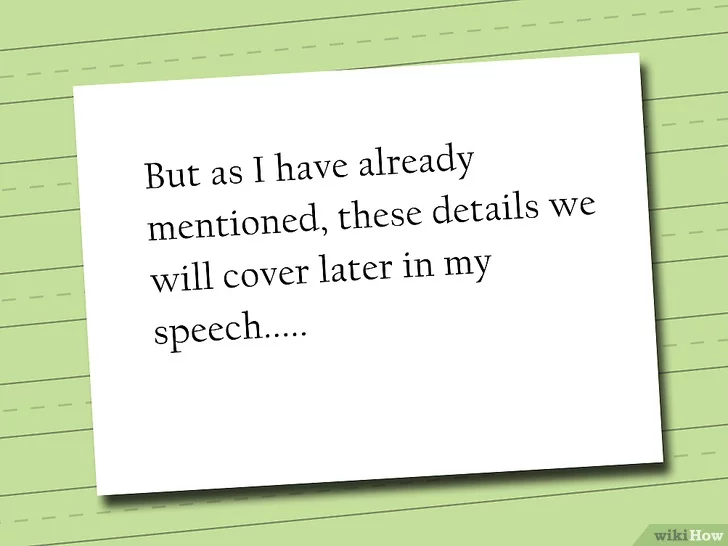 But as I have already
mentioned, these details we
will cover later in my
speech.....
wikiHow